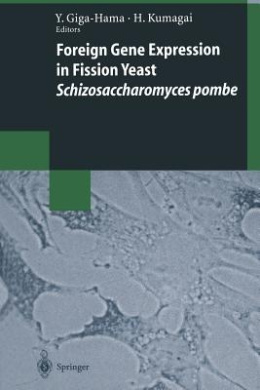 Y. Giga-Hama · H. Kumagai
Editors
Foreign Gene Expression
in Fission Yeast
Schizosaccharomyces pombe
Springer